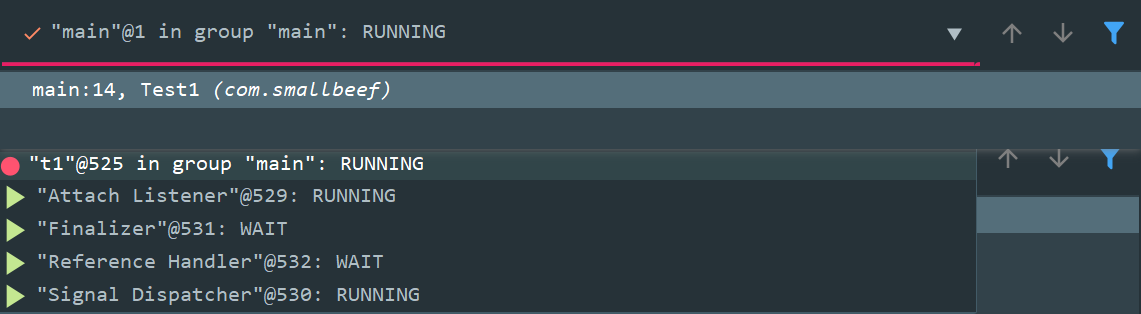 "main"@1 in group "main": RUNNING
main:14, Test1 (com.smallbeef)
"t1"@525 in group "main": RUNNING
"Attach Listener"@529: RUNNING
"Finalizer"@531: WAIT
"Reference Handler"@532: WAIT
"Signal Dispatcher"@530: RUNNING